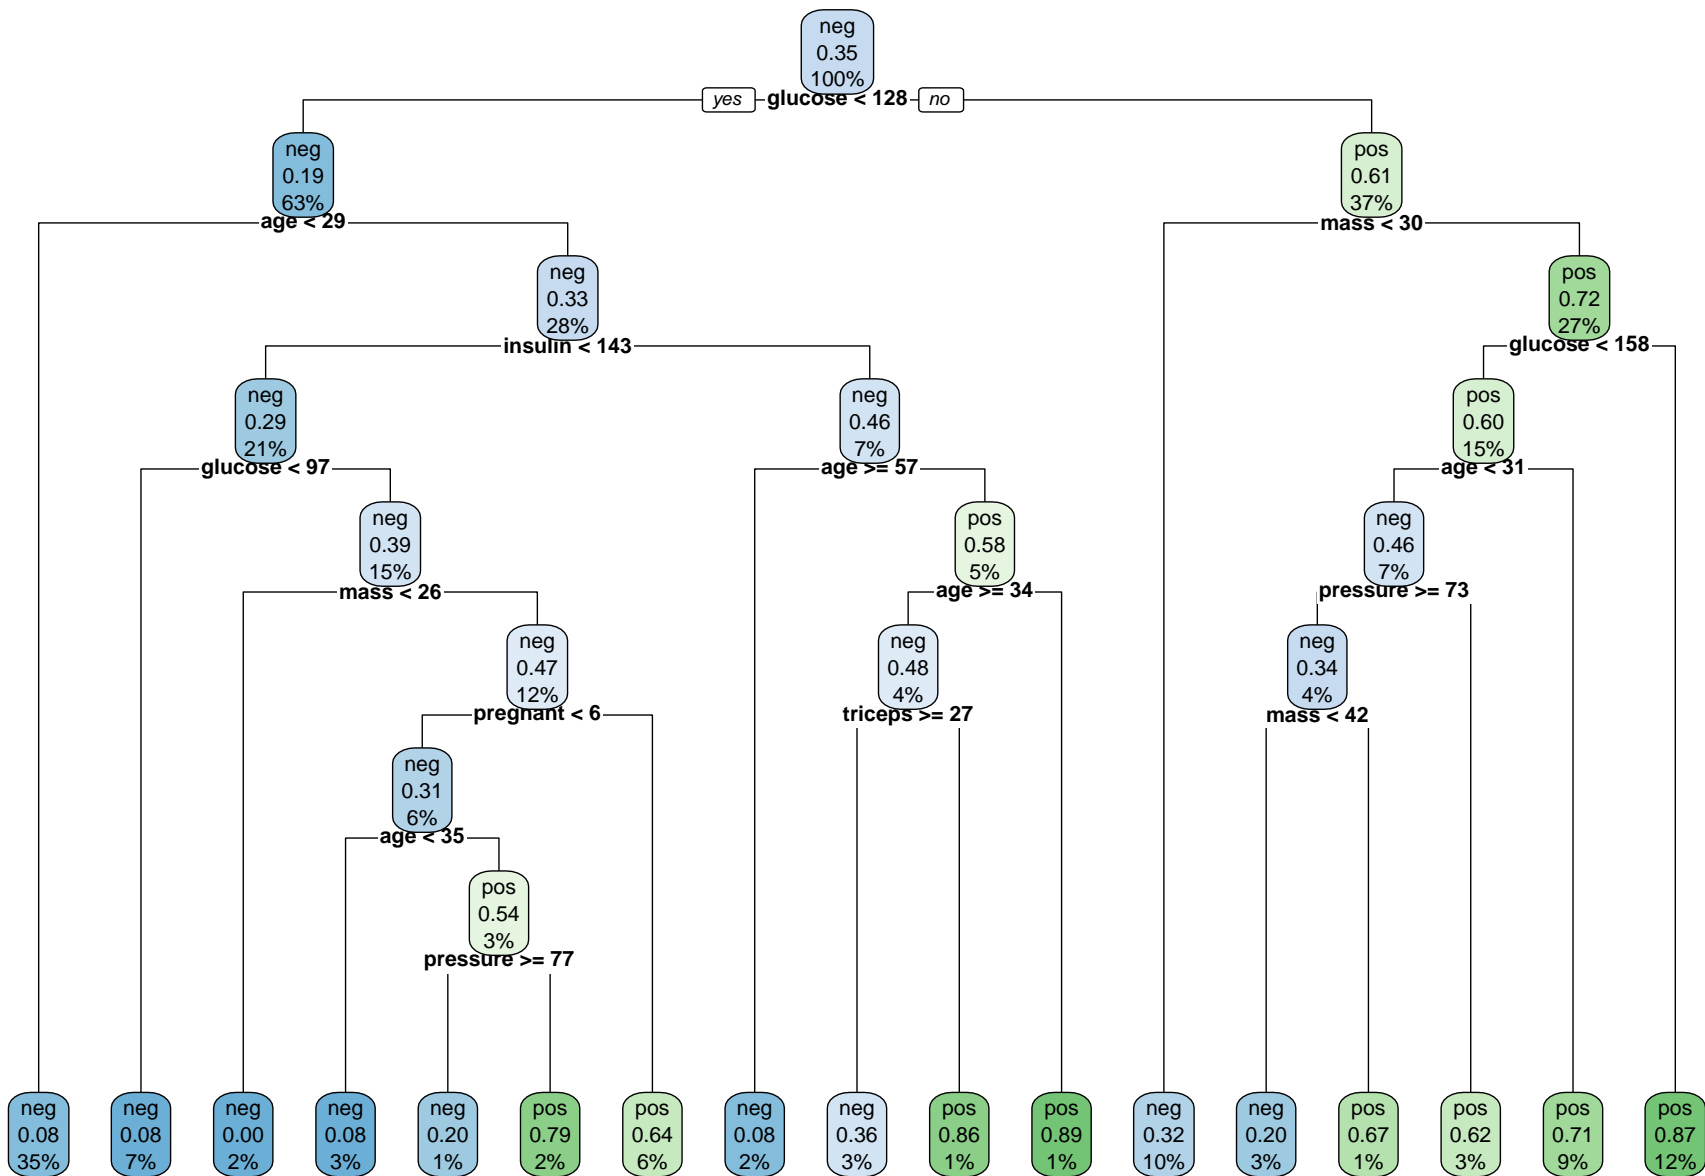 neg
0.35
100%
yes glucose < 128 no
neg
0.19
63%
age < 29
pos
0.61
37%
mass < 30
neg
0.33
28%
insulin < 143
pos
0.72
27%
glucose < 158
neg
0.29
21%
glucose < 97
neg
0.46
7%
age >= 57
pos
0.60
15%
age < 31
neg
0.39
15%
mass < 26
pos
0.58
5%
age >= 34
neg
0.46
7%
pressure >= 73
neg
0.47
12%
pregnant < 6
neg
0.48
4%
triceps >= 27
neg
0.34
4%
mass < 42
neg
0.31
6%
age < 35
pos
0.54
3%
pressure >= 77
neg
0.08
35%
neg
0.08
7%
neg
0.00
2%
neg
0.08
3%
neg
0.20
1%
pos
0.79
2%
pos
0.64
6%
neg
0.08
2%
neg
0.36
3%
pos
0.86
1%
pos
0.89
1%
neg
0.32
10%
neg
0.20
3%
pos
0.67
1%
pos
0.62
3%
pos
0.71
9%
pos
0.87
12%